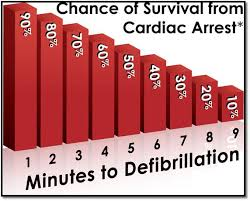 Chance of Survival from
Cardiac Arrest*
90% 80% 70% 60% 50% 40% 30% 20% 10%
1 2 3 4 5 6 7 8 9
Minutes to Defibrillation